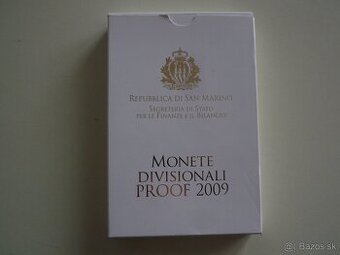 REPUBBLICA DI SAN MARINO
SEGRETERIA DI STATO
PER LE FINANZE E IL BILANCIO
MONETE
DIVISIONALI
PROOF 2009
Bazos.sk